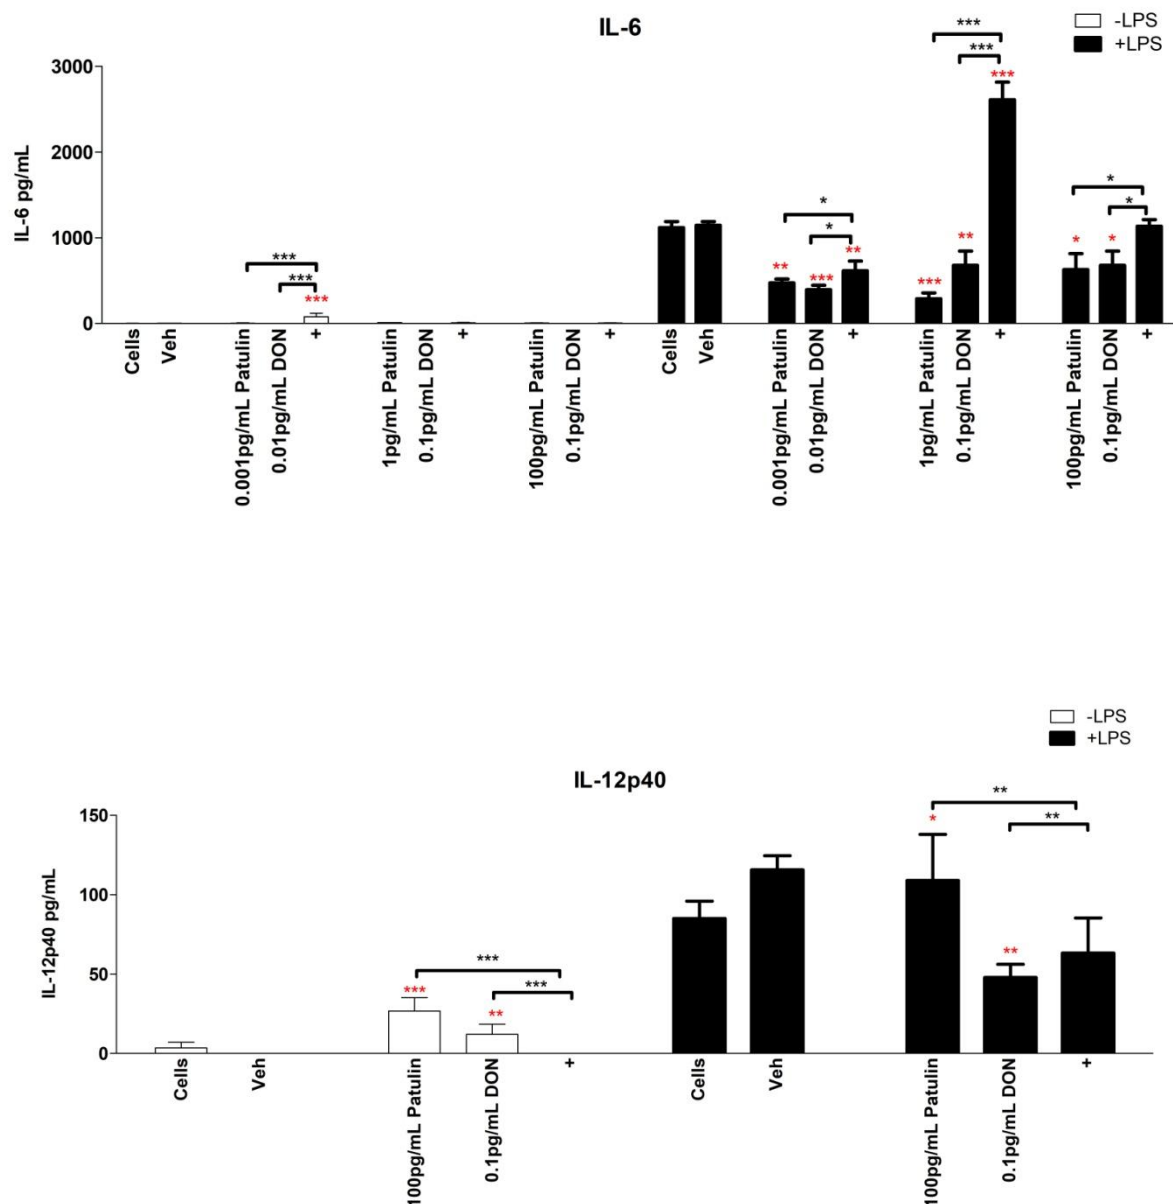 IL-6
-LPS
+LPS
***
***
***
3000
2000
1000
0
IL-6 pg/mL
***
***
***
*
*
**
***
**
***
**
*
*
*
*
Cells
Veh
0.001pg/mL Patulin
0.01pg/mL DON
+
1pg/mL Patulin
0.1pg/mL DON
+
100pg/mL Patulin
0.1pg/mL DON
+
Cells
Veh
0.001pg/mL Patulin
0.01pg/mL DON
+
1pg/mL Patulin
0.1pg/mL DON
+
100pg/mL Patulin
0.1pg/mL DON
+
-LPS
+LPS
IL-12p40
150
100
50
0
IL-12p40 pg/mL
***
***
***
**
**
*
**
**
Cells
Veh
100pg/mL Patulin
0.1pg/mL DON
+
Cells
Veh
100pg/mL Patulin
0.1pg/mL DON
+